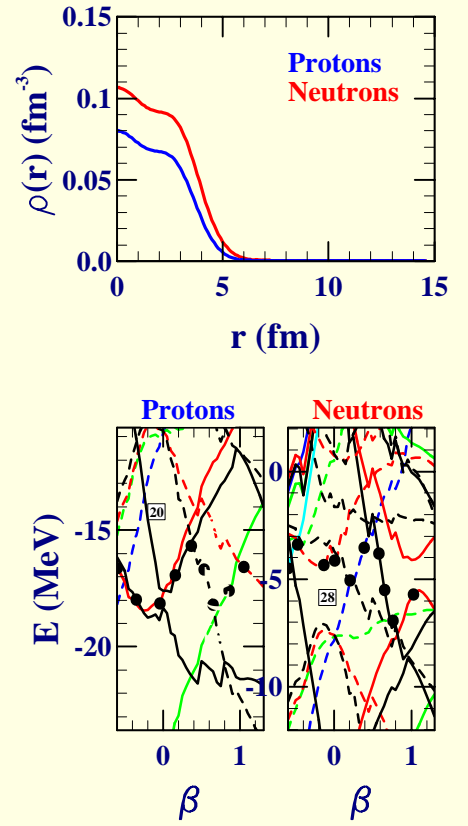 ρ(r) (fm-3)
0.15
0.1
0.05
0.0
Protons
Neutrons
0 5 10 15
r (fm)
Protons Neutrons
E (MeV)
-15
-20
20
0
-5
-10
28
0 1 0 1
β β